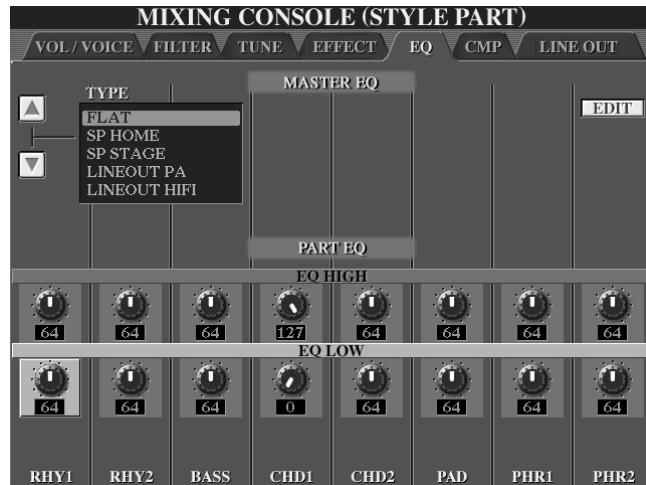 MIXING CONSOLE (STYLE PART)
VOL / VOICE FILTER TUNE EFFECT EQ CMP LINE OUT
MASTER EQ
TYPE
EDIT
FLAT
SP HOME
SP STAGE
LINEOUT PA
LINEOUT HIFI
PART EQ
EQ HIGH
64 64 64 127 64 64 64 64
EQ LOW
64 64 64 0 64 64 64 64
RHY1 RHY2 BASS CHD1 CHD2 PAD PHR1 PHR2